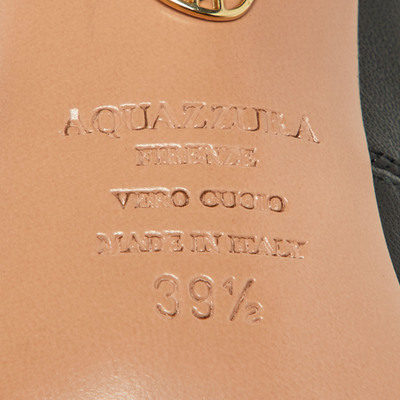 AQUAZZURA
FIRENZE
VERO CUOIO
MADE IN ITALY
39½